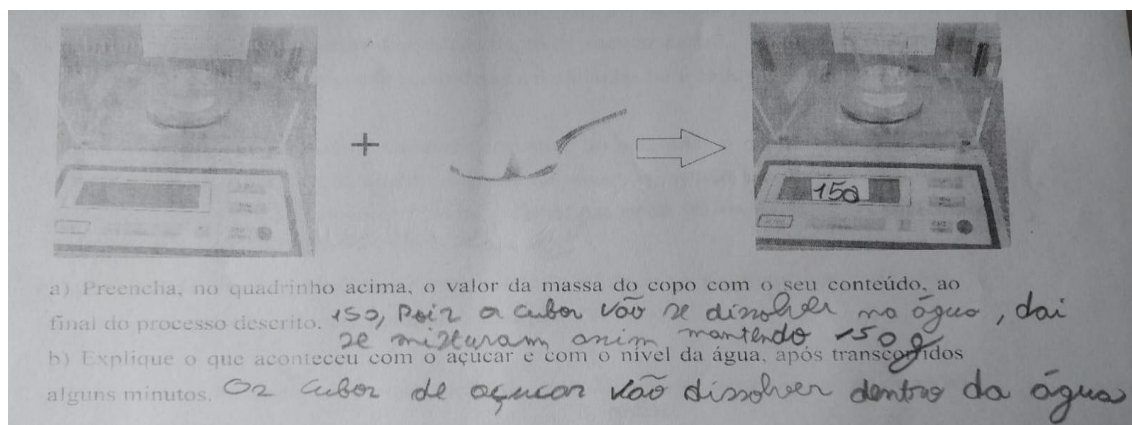 +
150
a) Preencha, no quadrinho acima, o valor da massa do copo com o seu conteúdo, ao
final do processo descrito. 150, Pois os cubos vão se dissolver na água, dai
se misturam assim mantendo 150g
b) Explique o que aconteceu com o açúcar e com o nível da água, após transcorridos
alguns minutos. Os cubos de açucar vão dissolver dentro da água